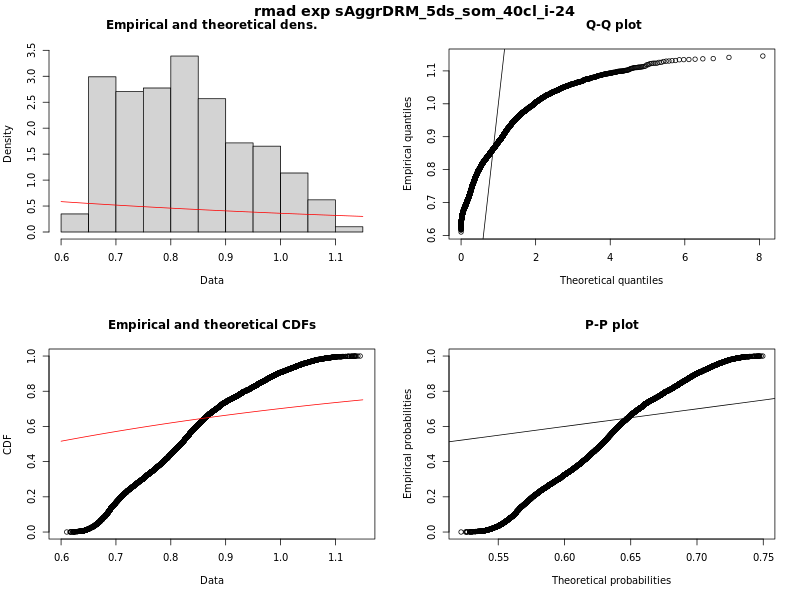 rmad exp sAggrDRM_5ds_som_40cl_i-24
Empirical and theoretical dens.
Density
0.0 0.5 1.0 1.5 2.0 2.5 3.0 3.5
0.6 0.7 0.8 0.9 1.0 1.1
Data
Q-Q plot
Empirical quantiles
0.6 0.7 0.8 0.9 1.0 1.1
0 2 4 6 8
Theoretical quantiles
Empirical and theoretical CDFs
CDF
0.0 0.2 0.4 0.6 0.8 1.0
0.6 0.7 0.8 0.9 1.0 1.1
Data
P-P plot
Empirical probabilities
0.0 0.2 0.4 0.6 0.8 1.0
0.55 0.60 0.65 0.70 0.75
Theoretical probabilities